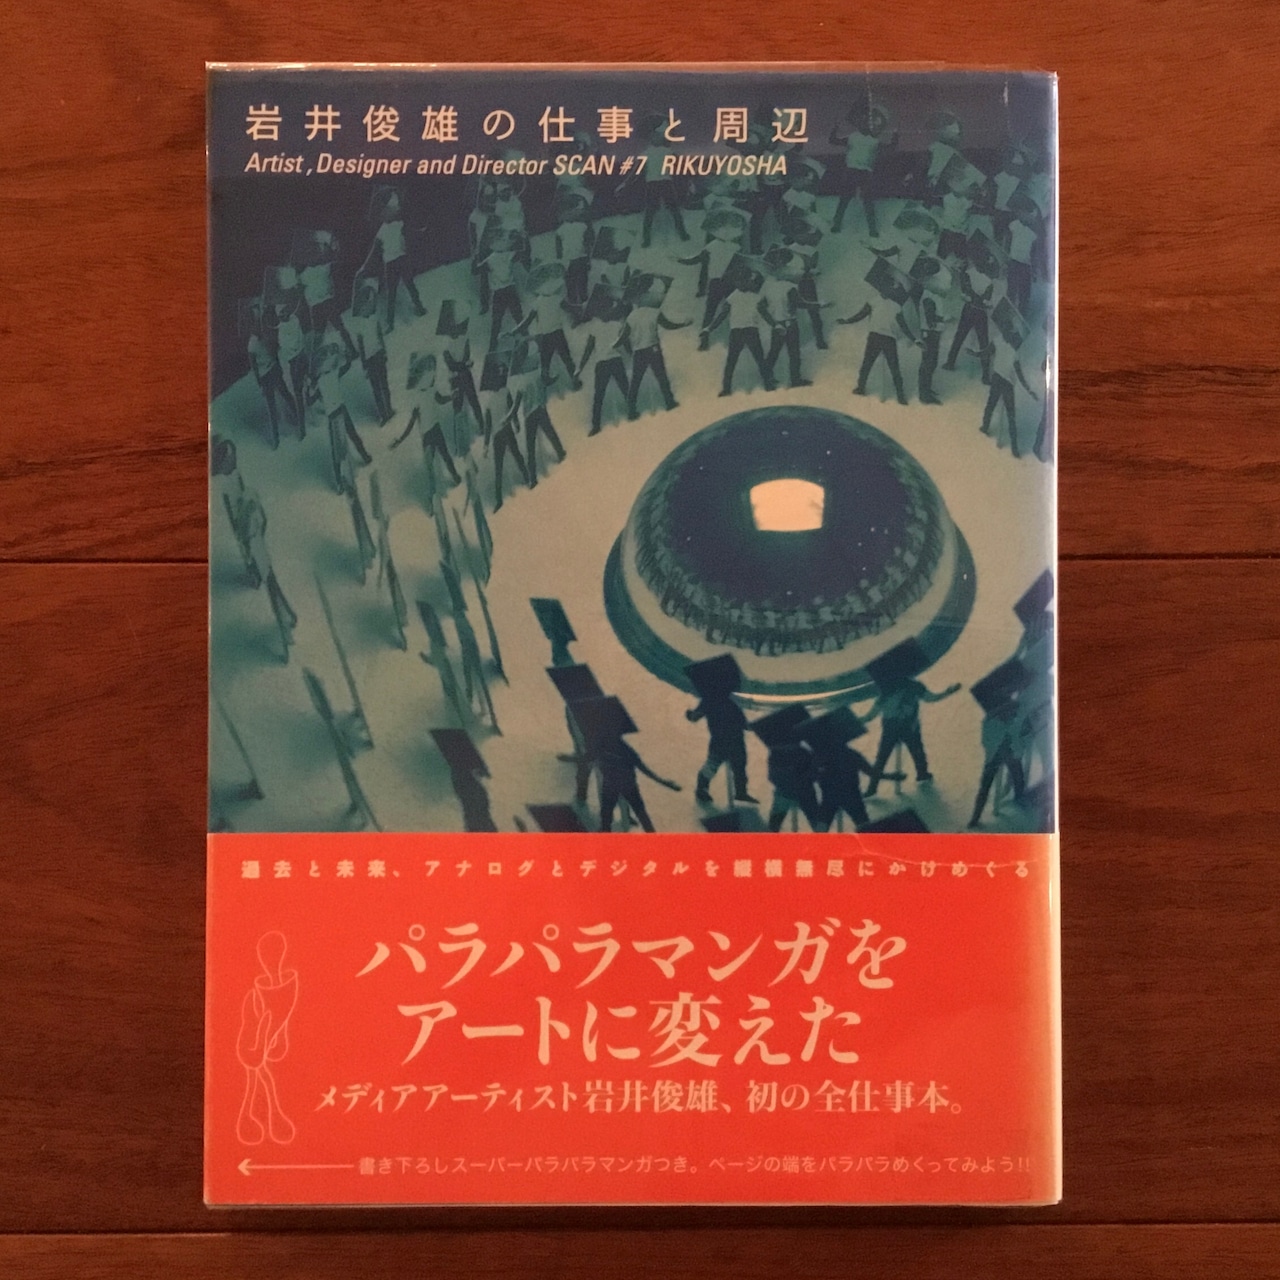 岩井俊雄の仕事と周辺
Artist, Designer and Director SCAN #7 RIKUYOSHA
過去と未来、アナログとデジタルを縦横無尽にかけめぐる
パラパラマンガを
アートに変えた
メディアアーティスト岩井俊雄、初の全仕事本。
書き下ろしスーパーパラパラマンガつき。ページの端をパラパラめくってみよう!!